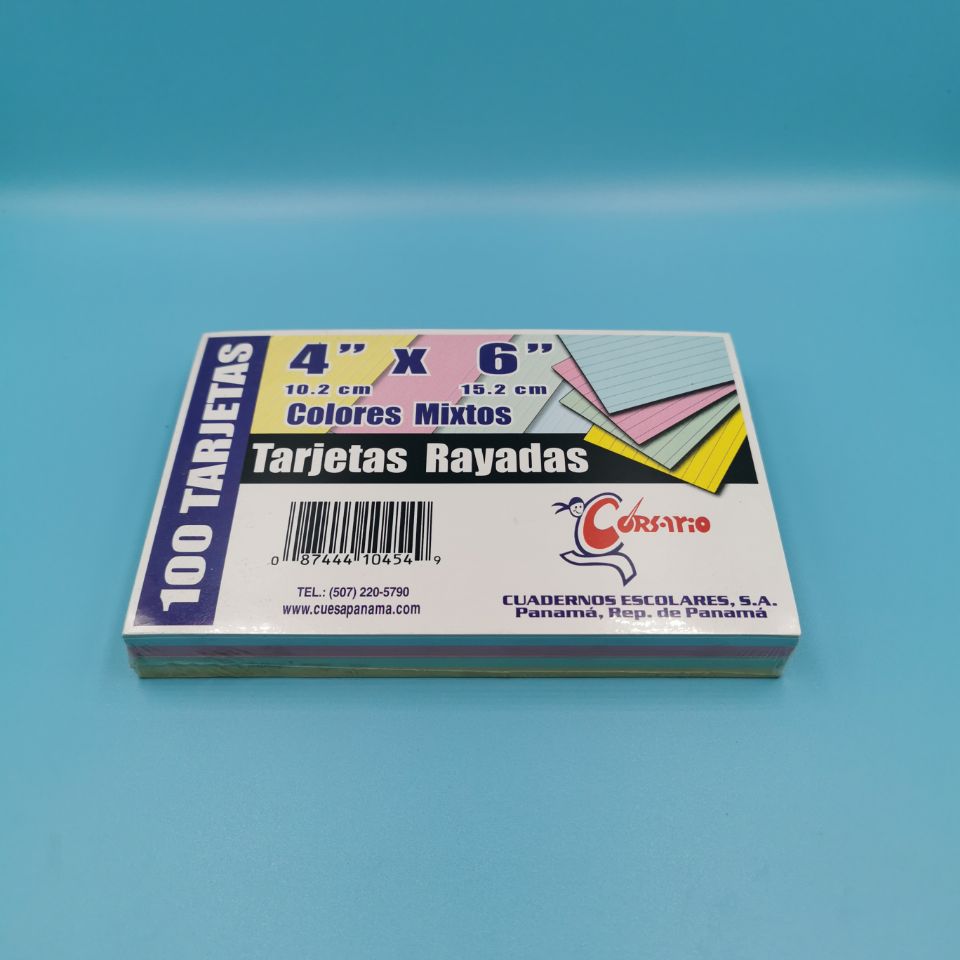 100 TARJETAS
4” x 6”
10.2 cm 15.2 cm
Colores Mixtos
Tarjetas Rayadas
0 87444 10454 9
TEL.: (507) 220-5790
www.cuesapanama.com
Corsario
CUADERNOS ESCOLARES, S.A.
Panamá, Rep. de Panamá